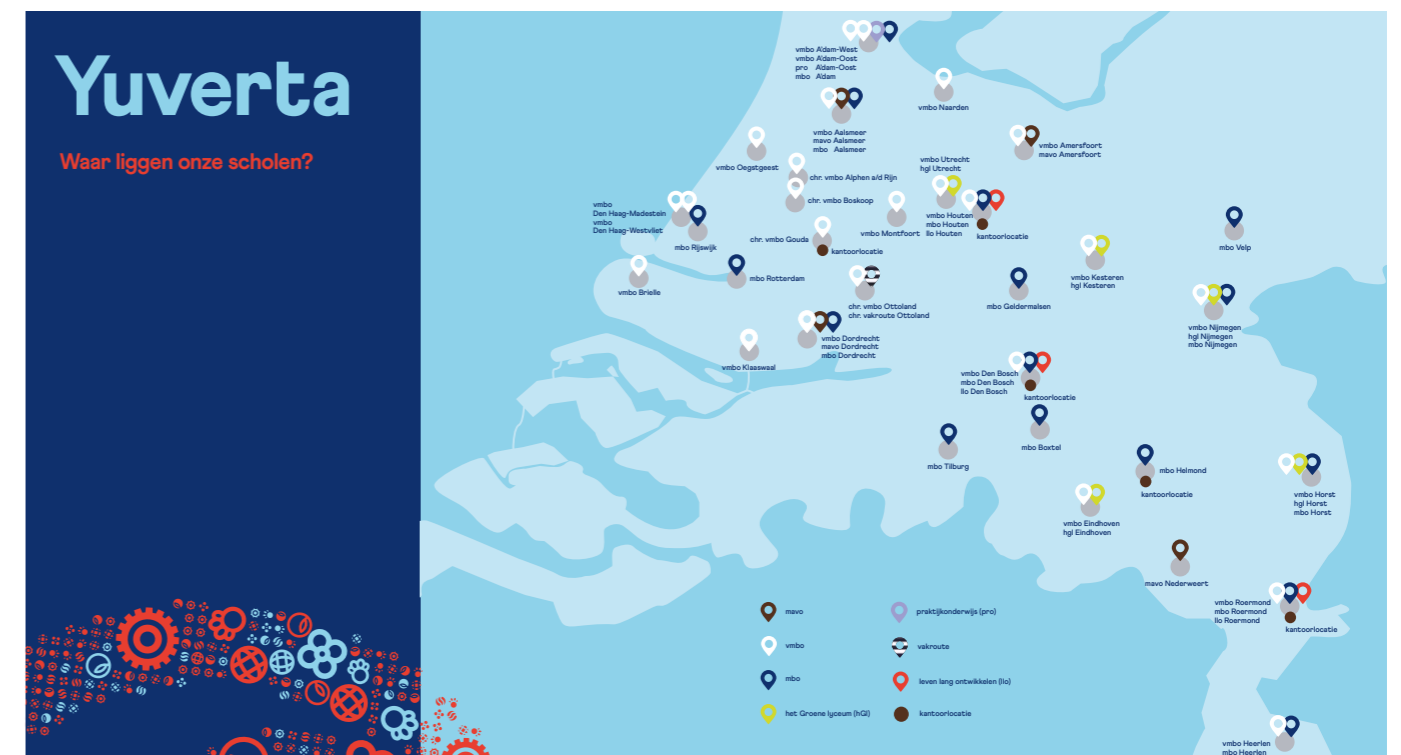 Yuverta
Waar liggen onze scholen?
vmbo A'dam-West
vmbo A'dam-Oost
pro A'dam-Oost
mbo A'dam
vmbo Naarden
vmbo Aalsmeer
mavo Aalsmeer
mbo Aalsmeer
vmbo Amersfoort
mavo Amersfoort
vmbo Oegstgeest
chr. vmbo Alphen a/d Rijn
chr. vmbo Boskoop
vmbo Utrecht
hgl Utrecht
vmbo
Den Haag-Madestein
vmbo
Den Haag-Westvliet
mbo Rijswijk
chr. vmbo Gouda
kantoorlocatie
vmbo Montfoort
vmbo Houten
mbo Houten
llo Houten
kantoorlocatie
mbo Velp
vmbo Brielle
mbo Rotterdam
chr. vmbo Ottoland
chr. vakroute Ottoland
mbo Geldermalsen
vmbo Kesteren
hgl Kesteren
vmbo Nijmegen
hgl Nijmegen
mbo Nijmegen
vmbo Klaaswaal
vmbo Dordrecht
mavo Dordrecht
mbo Dordrecht
vmbo Den Bosch
mbo Den Bosch
llo Den Bosch
kantoorlocatie
mbo Boxtel
mbo Tilburg
mbo Helmond
kantoorlocatie
vmbo Horst
hgl Horst
mbo Horst
vmbo Eindhoven
hgl Eindhoven
mavo Nederweert
vmbo Roermond
mbo Roermond
llo Roermond
kantoorlocatie
mavo
vmbo
mbo
het Groene lyceum (hGl)
praktijkonderwijs (pro)
vakroute
leven lang ontwikkelen (llo)
kantoorlocatie
vmbo Heerlen
mbo Heerlen